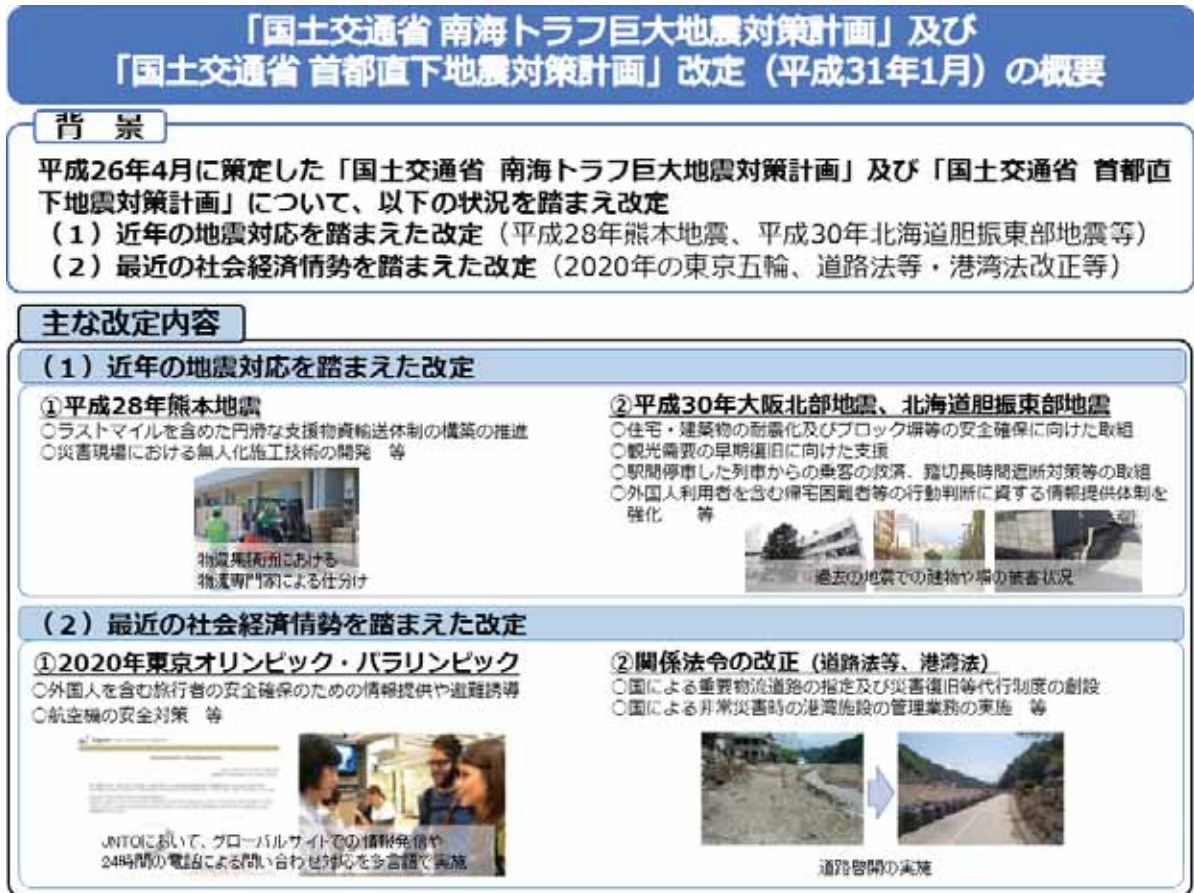 「国土交通省 南海トラフ巨大地震対策計画」及び
「国土交通省 首都直下地震対策計画」改定（平成31年1月）の概要
背 景
平成26年4月に策定した「国土交通省 南海トラフ巨大地震対策計画」及び「国土交通省 首都直
下地震対策計画」について、以下の状況を踏まえ改定
（1）近年の地震対応を踏まえた改定（平成28年熊本地震、平成30年北海道胆振東部地震等）
（2）最近の社会経済情勢を踏まえた改定（2020年の東京五輪、道路法等・港湾法改正等）
主な改定内容
（1）近年の地震対応を踏まえた改定
①平成28年熊本地震
○ラストマイルを含めた円滑な支援物資輸送体制の構築の推進
○災害現場における無人化施工技術の開発 等
物資集積所における
物流専門家による仕分け
②平成30年大阪北部地震、北海道胆振東部地震
○住宅・建築物の耐震化及びブロック塀等の安全確保に向けた取組
○観光需要の早期復旧に向けた支援
○駅間停車した列車からの乗客の救済、踏切長時間遮断対策等の取組
○外国人利用者を含む帰宅困難者等の行動判断に資する情報提供体制を
強化 等
過去の地震での建物や塀の被害状況
（2）最近の社会経済情勢を踏まえた改定
①2020年東京オリンピック・パラリンピック
○外国人を含む旅行者の安全確保のための情報提供や避難誘導
○航空機の安全対策 等
JNTOにおいて、グローバルサイトでの情報発信や
24時間の電話による問い合わせ対応を多言語で実施
②関係法令の改正（道路法等、港湾法）
○国による重要物流道路の指定及び災害復旧等代行制度の創設
○国による非常災害時の港湾施設の管理業務の実施 等
道路啓開の実施